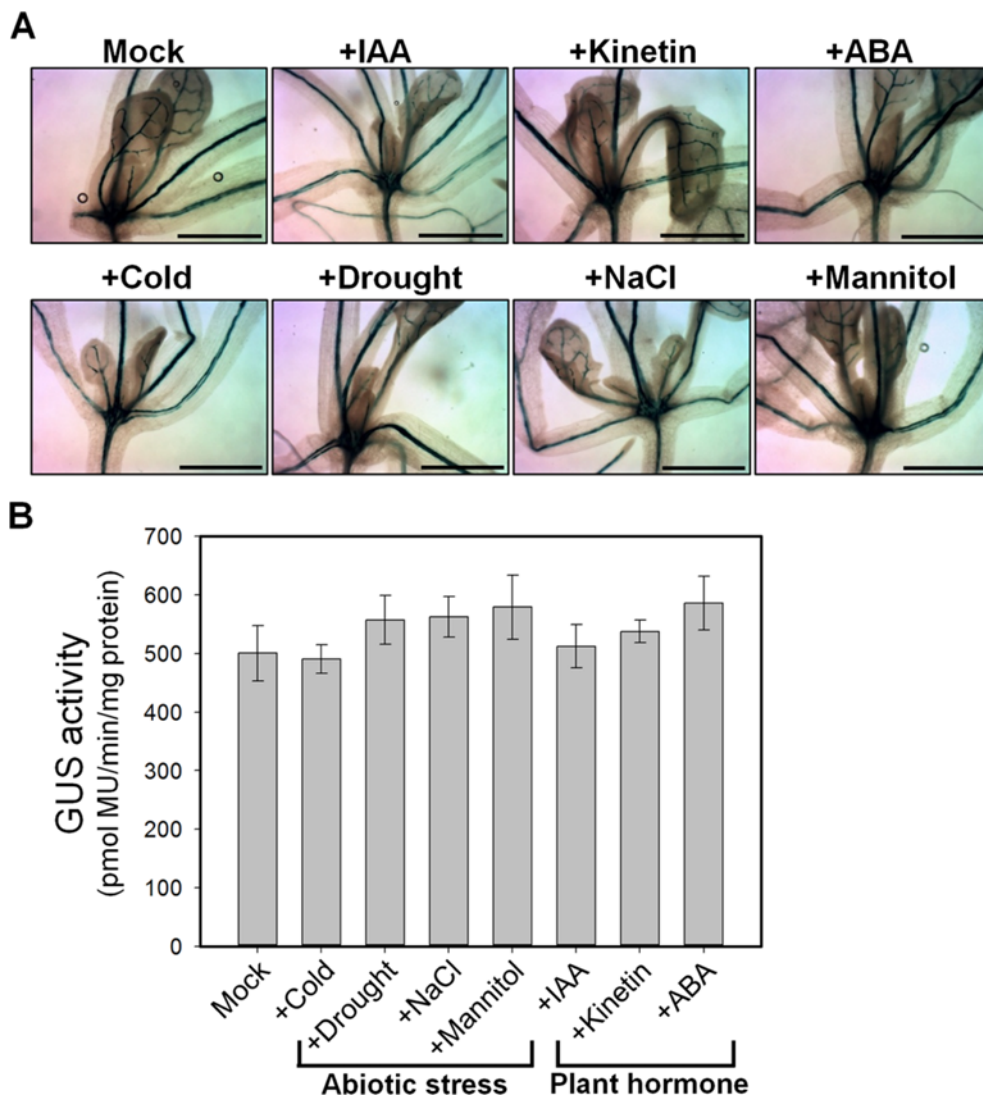 A
Mock +IAA +Kinetin +ABA
+Cold +Drought +NaCl +Mannitol
B
GUS activity
(pmol MU/min/mg protein)
700
600
500
400
300
200
100
0
Mock +Cold +Drought +NaCl +Mannitol +IAA +Kinetin +ABA
Abiotic stress Plant hormone